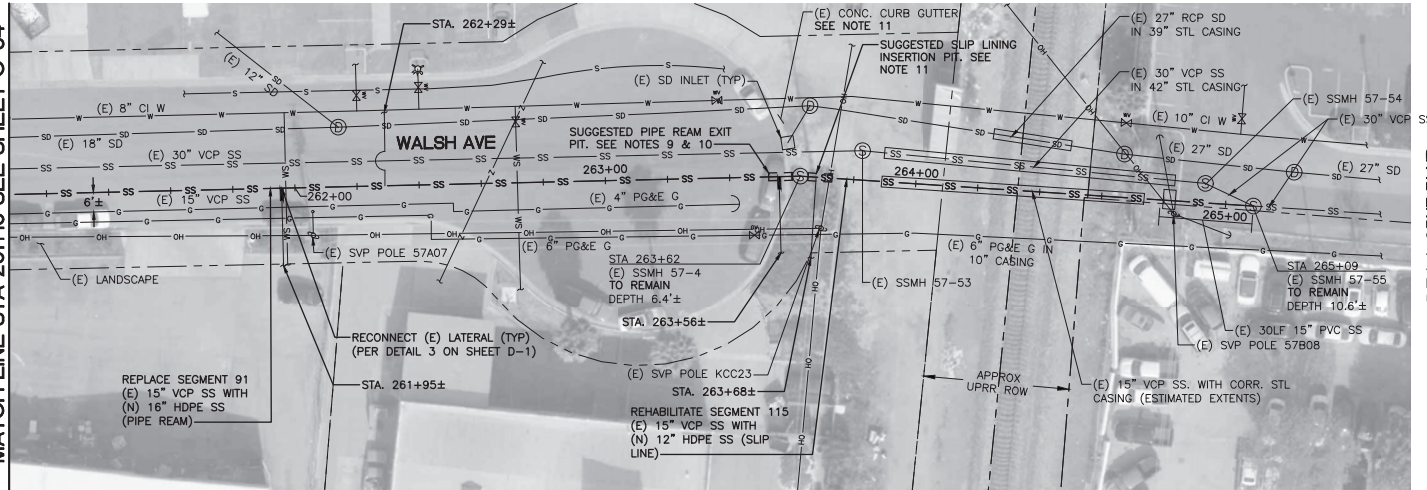 STA. 262+29±
(E) CONC. CURB GUTTER
SEE NOTE 11
SUGGESTED SLIP LINING
INSERTION PIT. SEE
NOTE 11
(E) 27" RCP SD
IN 39" STL CASING
(E) 30" VCP SS
IN 42" STL CASING
(E) SSMH 57-54
(E) 30" VCP SS
(E) 12" SD
(E) SD INLET (TYP)
(E) 8" CI W
(E) 10" CI W
(E) 18" SD
WALSH AVE
SUGGESTED PIPE REAM EXIT
PIT. SEE NOTES 9 & 10
(E) 27" SD
(E) 27" SD
(E) 30" VCP SS
263+00
264+00
6'±
(E) 15" VCP SS
262+00
(E) 4" PG&E G
265+00
(E) SVP POLE 57A07
(E) 6" PG&E G
(E) 6" PG&E G IN
10" CASING
STA 263+62
(E) SSMH 57-4
TO REMAIN
DEPTH 6.4'±
STA 265+09
(E) SSMH 57-55
TO REMAIN
DEPTH 10.6'±
(E) LANDSCAPE
(E) SSMH 57-53
STA. 263+56±
(E) 30LF 15" PVC SS
(E) SVP POLE 57B08
RECONNECT (E) LATERAL (TYP)
(PER DETAIL 3 ON SHEET D-1)
(E) SVP POLE KCC23
APPROX
UPRR ROW
REPLACE SEGMENT 91
(E) 15" VCP SS WITH
(N) 16" HDPE SS
(PIPE REAM)
STA. 261+95±
STA. 263+68±
(E) 15" VCP SS. WITH CORR. STL
CASING (ESTIMATED EXTENTS)
REHABILITATE SEGMENT 115
(E) 15" VCP SS WITH
(N) 12" HDPE SS (SLIP
LINE)